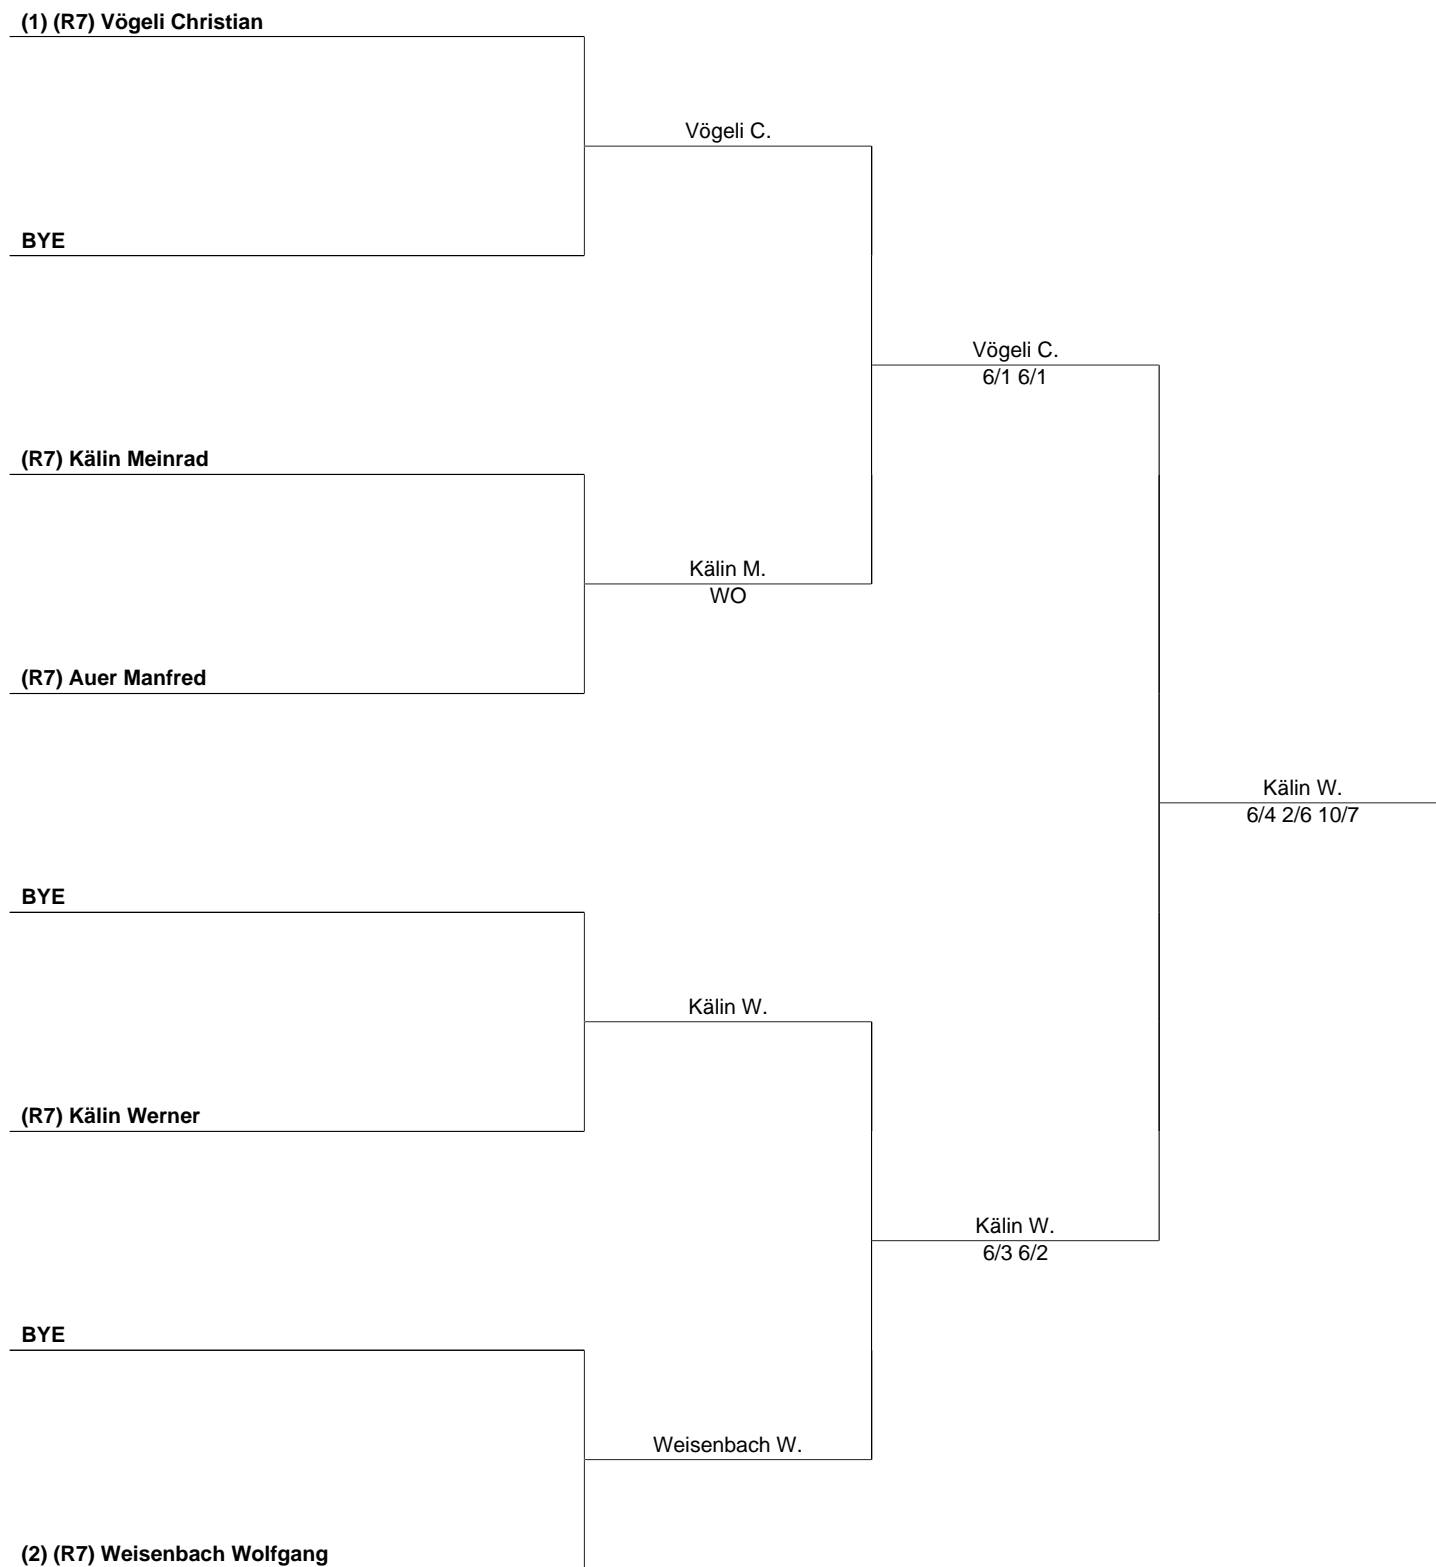 (1) (R7) Vögeli Christian
Vögeli C.
BYE
Vögeli C.
6/1 6/1
(R7) Kälin Meinrad
Kälin M.
WO
(R7) Auer Manfred
Kälin W.
6/4 2/6 10/7
BYE
Kälin W.
(R7) Kälin Werner
Kälin W.
6/3 6/2
BYE
Weisenbach W.
(2) (R7) Weisenbach Wolfgang